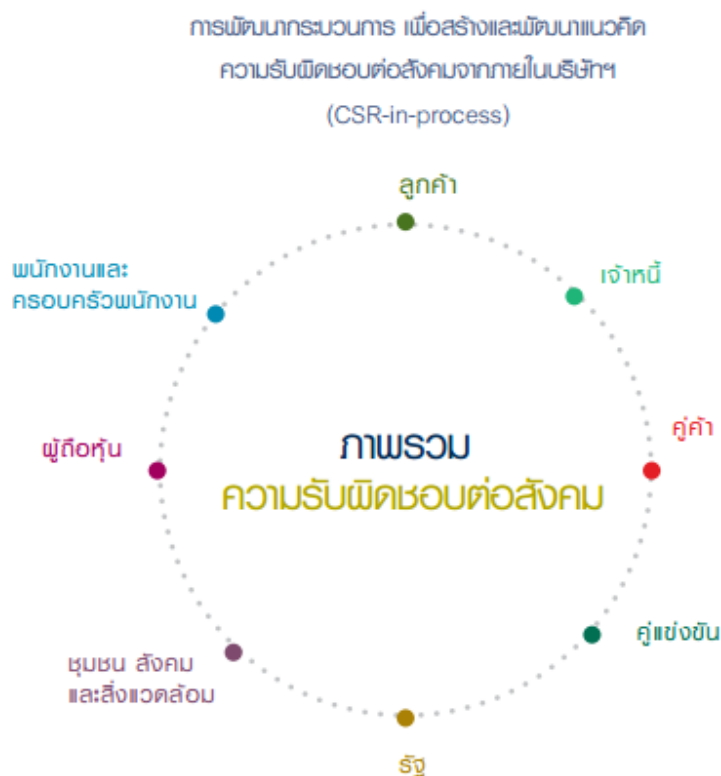 การพัฒนากระบวนการ เพื่อสร้างและพัฒนาแนวคิด
ความรับผิดชอบต่อสังคมจากภายในบริษัทฯ
(CSR-in-process)
ลูกค้า
เจ้าหนี้
คู่ค้า
คู่แข่งขัน
รัฐ
ชุมชน สังคม
และสิ่งแวดล้อม
ผู้ถือหุ้น
พนักงานและ
ครอบครัวพนักงาน
ภาพรวม
ความรับผิดชอบต่อสังคม